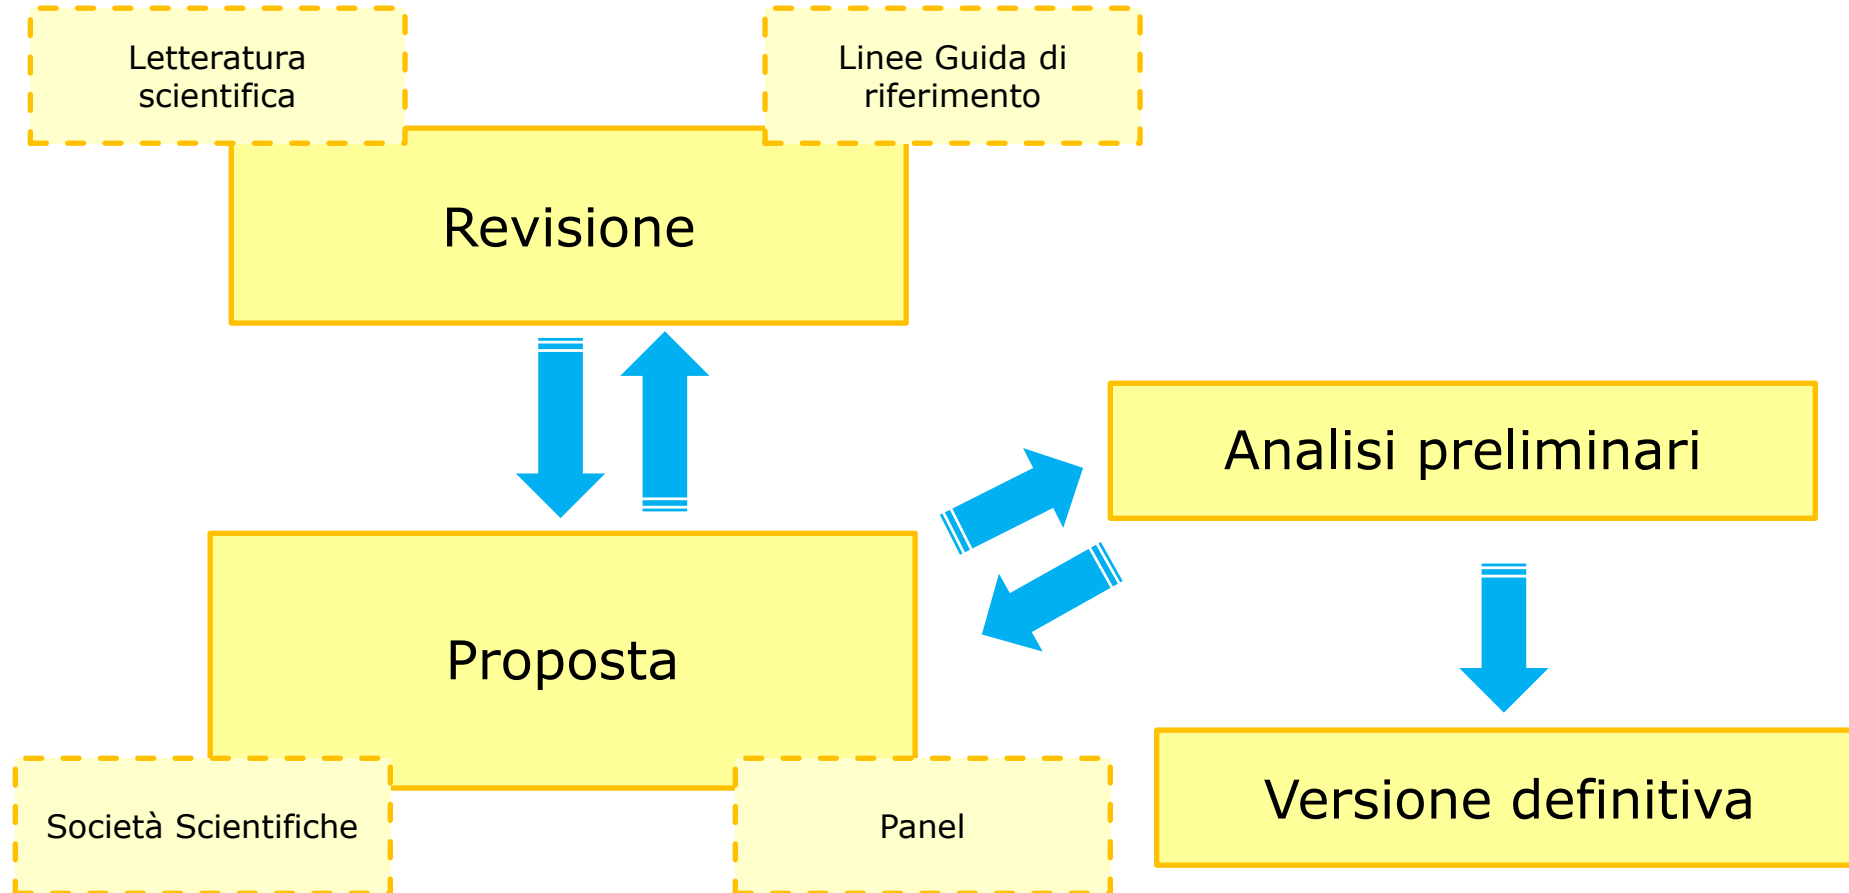 Letteratura
scientifica
Linee Guida di
riferimento
Revisione
Analisi preliminari
Proposta
Società Scientifiche
Panel
Versione definitiva